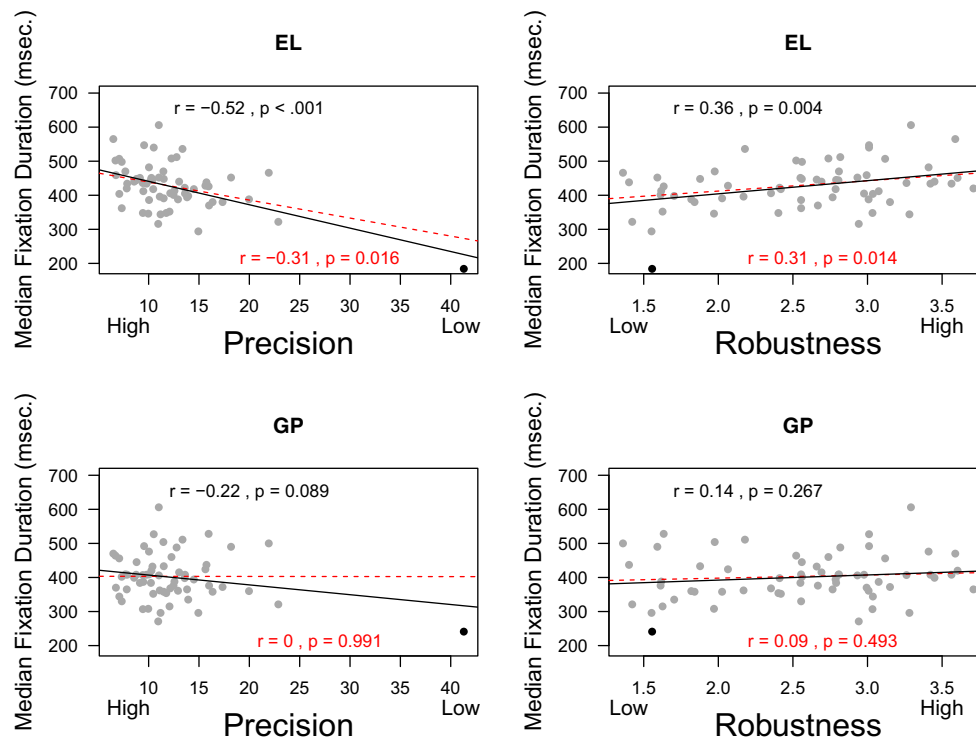 EL
Median Fixation Duration (msec.)
700
600
500
400
300
200
r = −0.52 , p < .001
r = −0.31 , p = 0.016
10 15 20 25 30 35 40
High Low
Precision
EL
Median Fixation Duration (msec.)
700
600
500
400
300
200
r = 0.36 , p = 0.004
r = 0.31 , p = 0.014
1.5 2.0 2.5 3.0 3.5
Low High
Robustness
GP
Median Fixation Duration (msec.)
700
600
500
400
300
200
r = −0.22 , p = 0.089
r = 0 , p = 0.991
10 15 20 25 30 35 40
High Low
Precision
GP
Median Fixation Duration (msec.)
700
600
500
400
300
200
r = 0.14 , p = 0.267
r = 0.09 , p = 0.493
1.5 2.0 2.5 3.0 3.5
Low High
Robustness